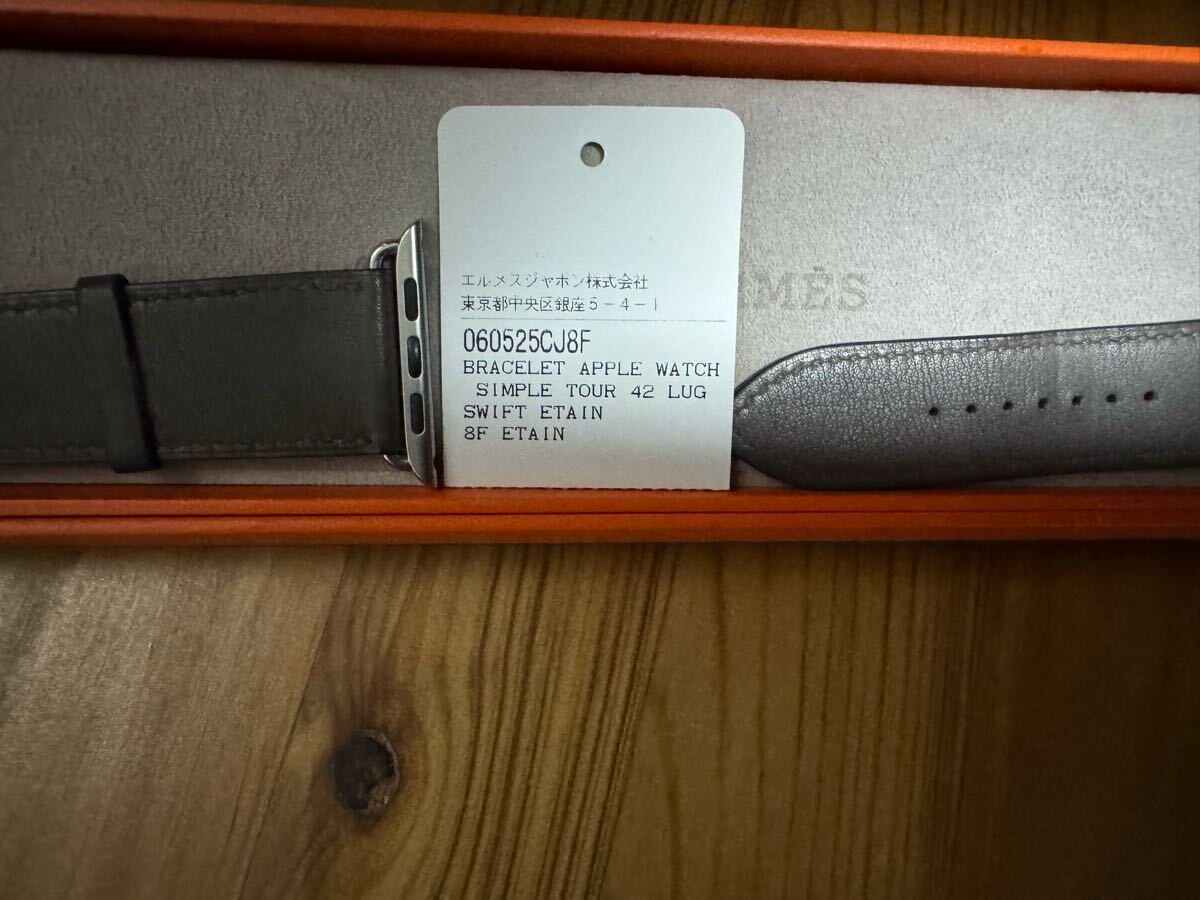 エルメスジャポン株式会社
東京都中央区銀座5-4-1
060525CJ8F
BRACELET APPLE WATCH
SIMPLE TOUR 42 LUG
SWIFT ETAIN
8F ETAIN